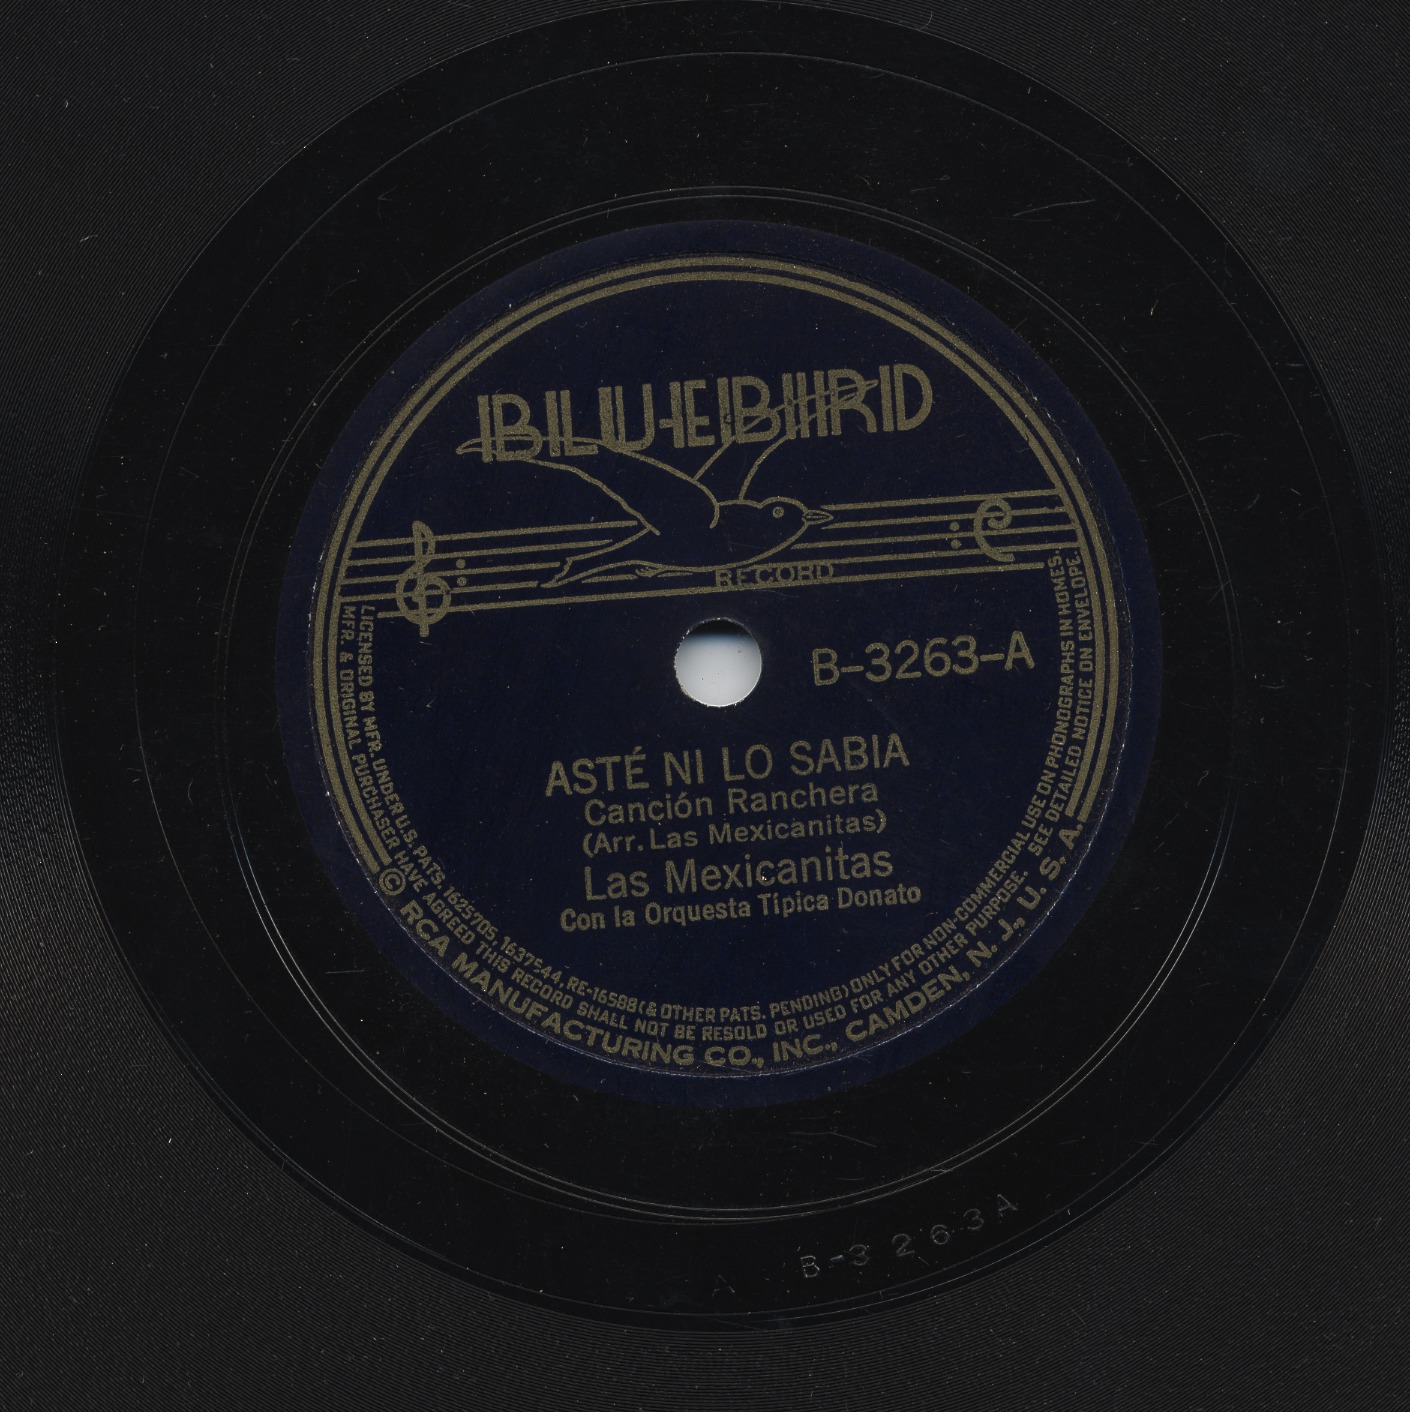 BLUEBIRD
RECORD
B-3263-A
ASTÉ NI LO SABIA
Canción Ranchera
(Arr. Las Mexicanitas)
Las Mexicanitas
Con la Orquesta Típica Donato
LICENSED BY MFR. UNDER U.S. PATS. 1625705, 1637544, RE-16588 (& OTHER PATS. PENDING) ONLY FOR NON-COMMERCIAL USE ON PHONOGRAPHS IN HOMES.
MFR. & ORIGINAL PURCHASER HAVE AGREED THIS RECORD SHALL NOT BE RESOLD OR USED FOR ANY OTHER PURPOSE. SEE DETAILED NOTICE ON ENVELOPE.
© RCA MANUFACTURING CO., INC., CAMDEN, N. J., U. S. A.
A B-3263A